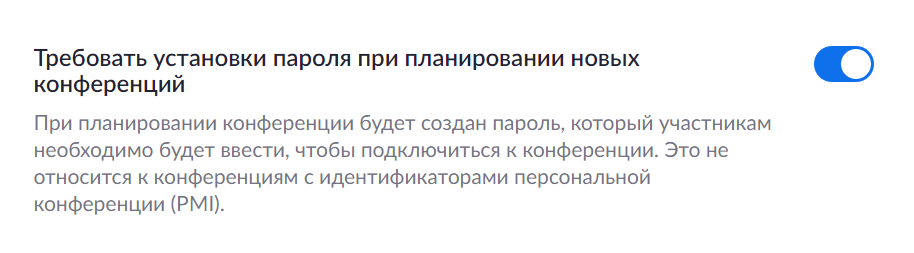 Требовать установки пароля при планировании новых
конференций
При планировании конференции будет создан пароль, который участникам
необходимо будет ввести, чтобы подключиться к конференции. Это не
относится к конференциям с идентификаторами персональной
конференции (PMI).